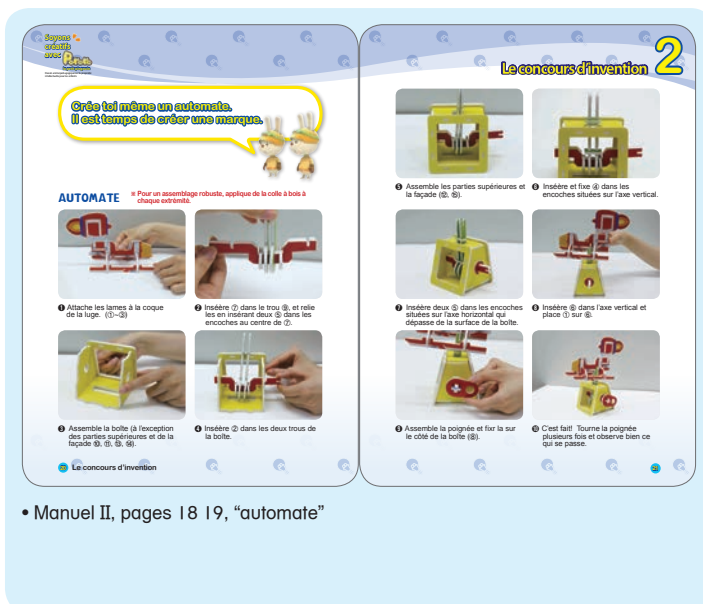 Soyons
créatifs
avec
Le concours d'invention 2
Crée toi même un automate.
Il est temps de créer une marque.
AUTOMATE
※ Pour un assemblage robuste, applique de la colle à bois à
chaque extrémité.
❶ Attache les lames à la coque
de la luge. (①~③)
❷ Insèére ⑦ dans le trou ⑨, et relie
les en insérant deux ⑤ dans les
encoches au centre de ⑦.
❸ Assemble la boîte (à l'exception
des parties supérieures et de la
façade ⑩, ⑪, ⑬, ⑭).
❹ Insèére ② dans les deux trous de
la boîte.
Le concours d'invention
❺ Assemble les parties supérieures et
la façade (⑫, ⑮).
❻ Insèére et fixe ④ dans les
encoches situées sur l'axe vertical.
❼ Insèére deux ⑤ dans les encoches
situées sur l'axe horizontal qui
dépasse de la surface de la boîte.
❽ Insèére ⑥ dans l'axe vertical et
place ① sur ⑥.
❾ Assemble la poignée et fixr la sur
le côté de la boîte (⑧).
❿ C'est fait! Tourne la poignée
plusieurs fois et observe bien ce
qui se passe.
• Manuel II, pages 18 19, “automate”